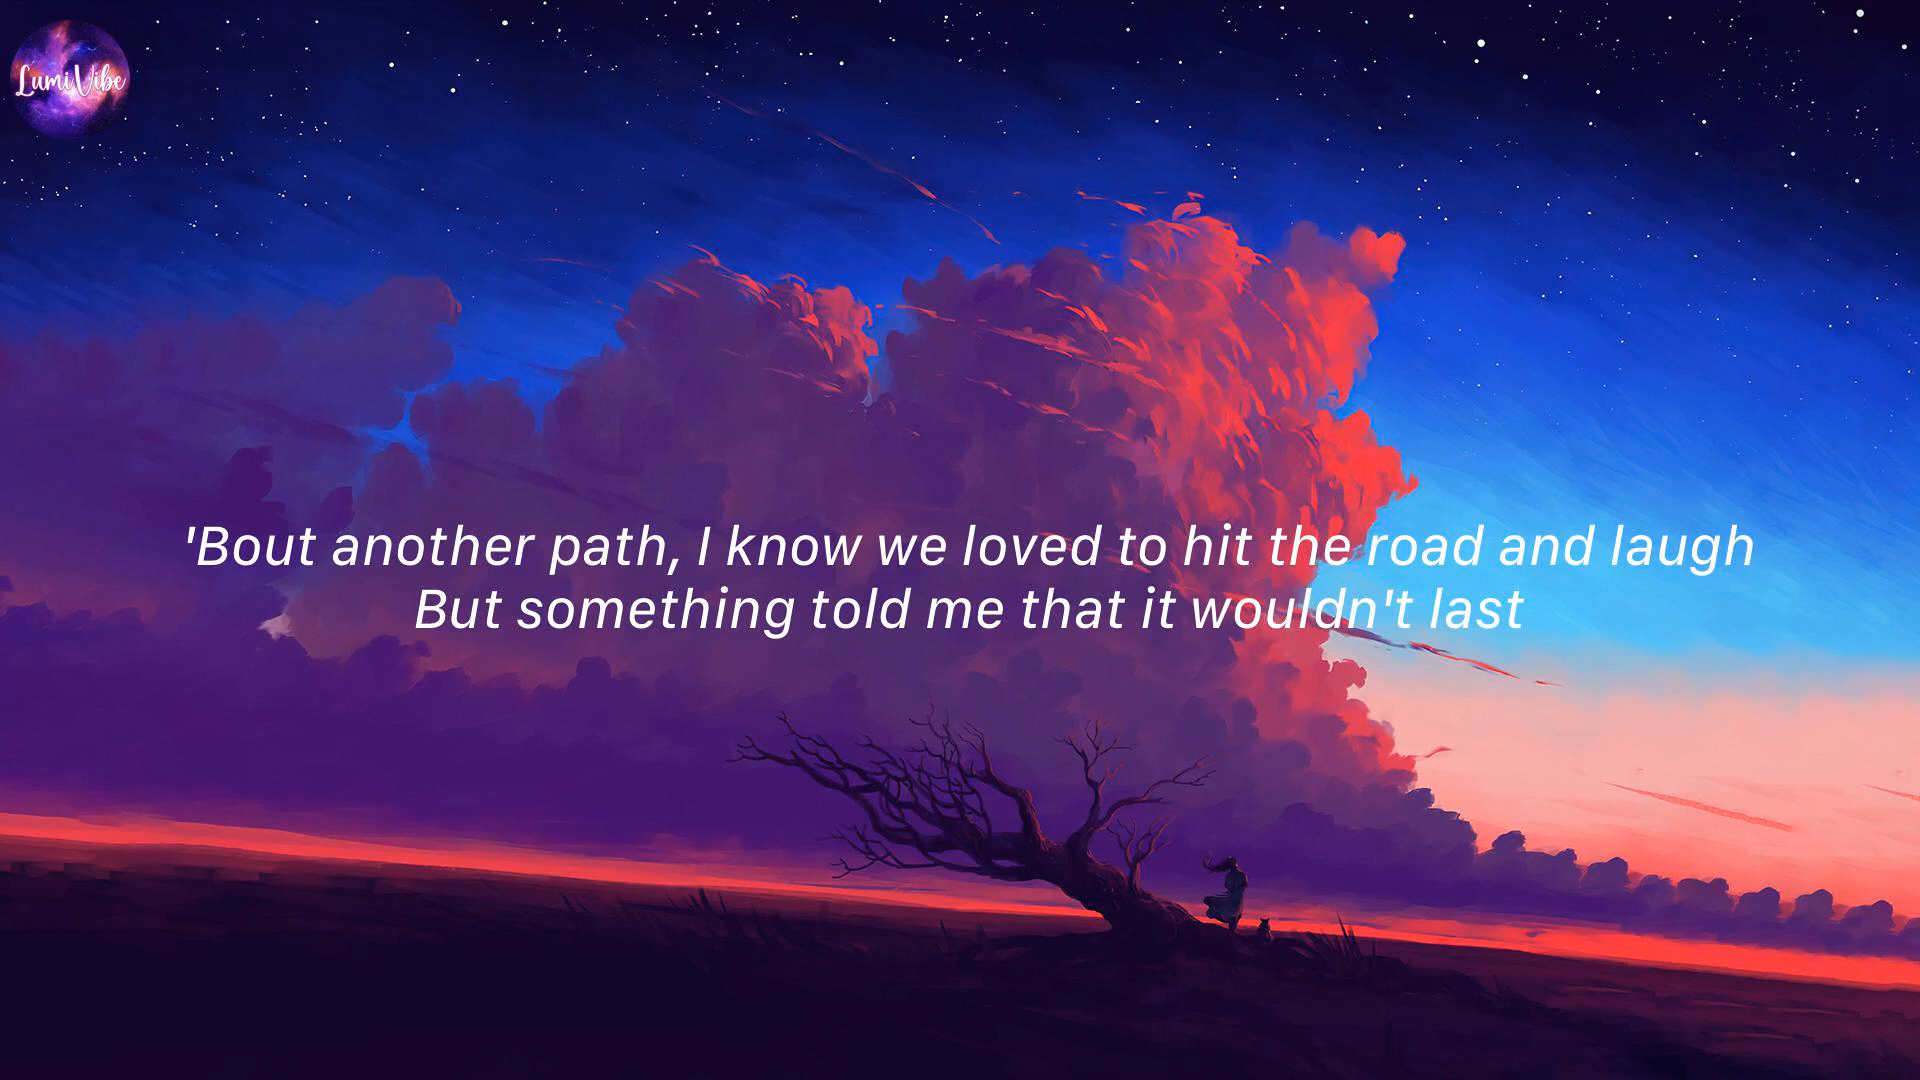 LumiVibe
'Bout another path, I know we loved to hit the road and laugh
But something told me that it wouldn't last